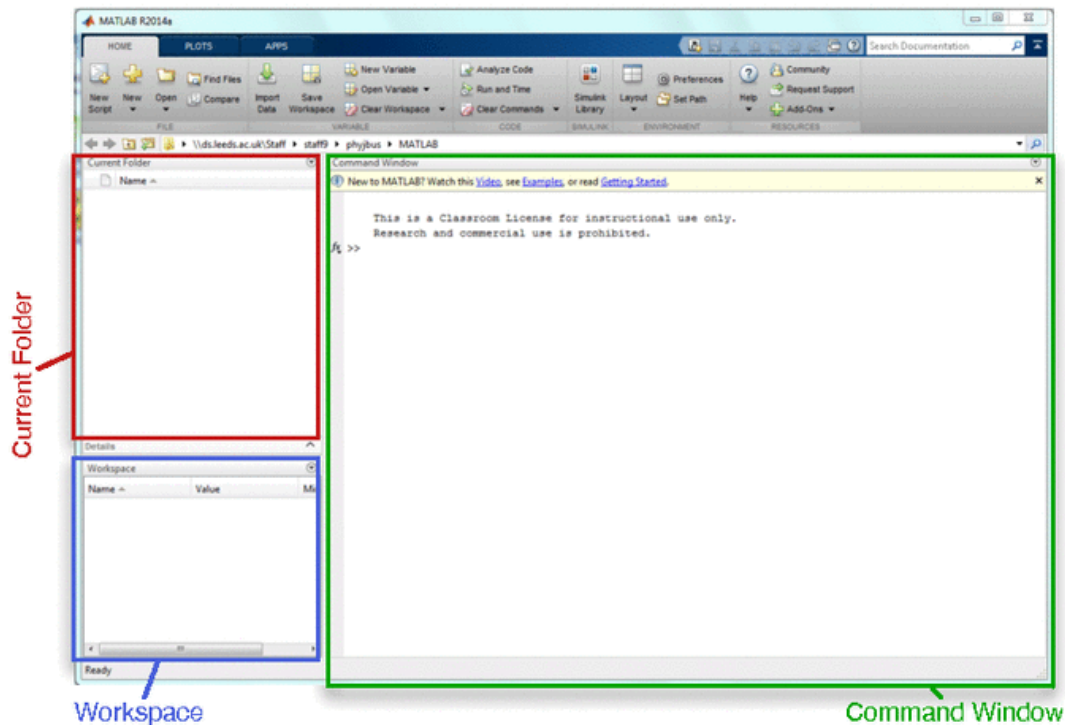 MATLAB R2014a
HOME PLOTS APPS
Search Documentation
New Script
New
Open
Find Files
Compare
FILE
Import Data
Save Workspace
New Variable
Open Variable
Clear Workspace
VARIABLE
Analyze Code
Run and Time
Clear Commands
CODE
Simulink Library
SIMULINK
Layout
Preferences
Set Path
ENVIRONMENT
Help
Community
Request Support
Add-Ons
RESOURCES
\\ds.leeds.ac.uk\Staff staff9 phyjbus MATLAB
Current Folder
Name
Details
Workspace
Name Value
Ready
Command Window
New to MATLAB? Watch this Video, see Examples, or read Getting Started.
This is a Classroom License for instructional use only.
Research and commercial use is prohibited.
fx >>
Current Folder
Workspace
Command Window